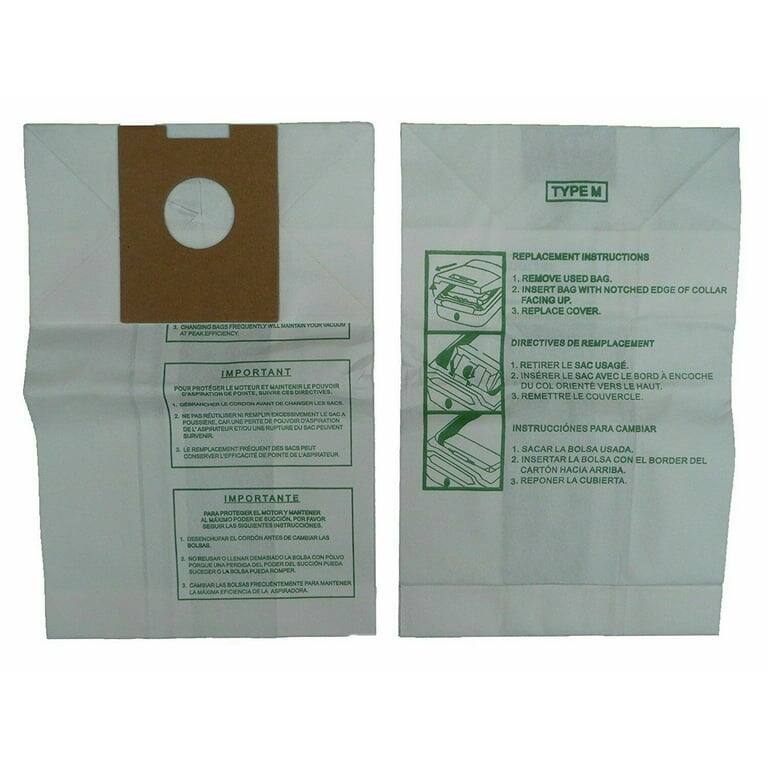 3. CHANGING BAGS FREQUENTLY WILL MAINTAIN YOUR VACUUM
AT PEAK EFFICIENCY.
IMPORTANT
POUR PROTÉGER LE MOTEUR ET MAINTENIR LE POUVOIR
D'ASPIRATION DE POINTE, SUIVRE CES DIRECTIVES.
1. DÉBRANCHER LE CORDON AVANT DE CHARGER LES SACS.
2. NE PAS RÉUTILISER NI REMPLIR EXCESSIVEMENT LE SAC A
POUSSIÈRE, CAR UNE PERTE DE POUVOIR D'ASPIRATION
DE L'ASPIRATEUR ET/OU UNE RUPTURE DU SAC PEUVENT
SURVENIR.
3. LE REMPLACEMENT FRÉQUENT DES SACS PEUT
CONSERVER L'EFFICACITÉ DE POINTE DE L'ASPIRATEUR.
IMPORTANTE
PARA PROTEGER EL MOTOR Y MANTENER
AL MÁXIMO PODER DE SUCCIÓN, POR FAVOR
SEGUIR LAS SIGUIENTES INSTRUCCIÓNES.
1. DESENCHUFAR EL CORDÓN ANTES DE CAMBIAR LAS
BOLSAS.
2. NO REUSAR O LLENAR DEMASIADO LA BOLSA CON POLVO
PORQUE UNA PERDIDA DEL PODER DEL SUCCIÓN PUEDA
SUCEDER O LA BOLSA PUEDA ROMPER.
3. CAMBIAR LAS BOLSAS FRECUENTEMENTE PARA MANTENER
LA MÁXIMA EFICIENCIA DE LA ASPIRADORA.
TYPE M
REPLACEMENT INSTRUCTIONS
1. REMOVE USED BAG.
2. INSERT BAG WITH NOTCHED EDGE OF COLLAR
FACING UP.
3. REPLACE COVER.
DIRECTIVES DE REMPLACEMENT
1. RETIRER LE SAC USAGÉ.
2. INSÉRER LE SAC AVEC LE BORD À ENCOCHE
DU COL ORIENTÉ VERS LE HAUT.
3. REMETTRE LE COUVERCLE.
INSTRUCCIÓNES PARA CAMBIAR
1. SACAR LA BOLSA USADA.
2. INSERTAR LA BOLSA CON EL BORDER DEL
CARTÓN HACIA ARRIBA.
3. REPONER LA CUBIERTA.